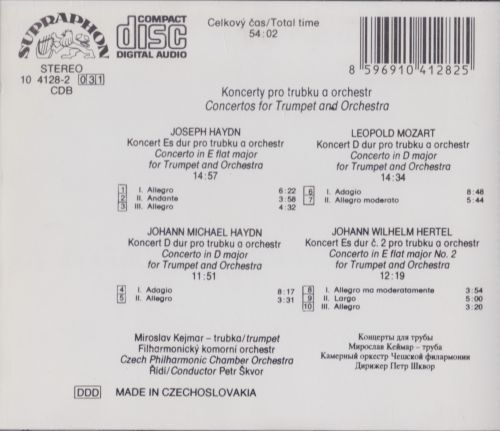 SUPRAPHON
COMPACT
disc
DIGITAL AUDIO
STEREO
10 4128-2 031
CDB
Celkový čas/Total time
54:02
8 596910 412825
Koncerty pro trubku a orchestr
Concertos for Trumpet and Orchestra
JOSEPH HAYDN
Koncert Es dur pro trubku a orchestr
Concerto in E flat major
for Trumpet and Orchestra
14:57
1 I. Allegro 6:22
2 II. Andante 3:58
3 III. Allegro 4:32
LEOPOLD MOZART
Koncert D dur pro trubku a orchestr
Concerto in D major
for Trumpet and Orchestra
14:34
6 I. Adagio 8:48
7 II. Allegro moderato 5:44
JOHANN MICHAEL HAYDN
Koncert D dur pro trubku a orchestr
Concerto in D major
for Trumpet and Orchestra
11:51
4 I. Adagio 8:17
5 II. Allegro 3:31
JOHANN WILHELM HERTEL
Koncert Es dur č. 2 pro trubku a orchestr
Concerto in E flat major No. 2
for Trumpet and Orchestra
12:19
8 I. Allegro ma moderatamente 3:54
9 II. Largo 5:00
10 III. Allegro 3:20
Miroslav Kejmar – trubka/trumpet
Filharmonický komorní orchestr
Czech Philharmonic Chamber Orchestra
Řídí/Conductor Petr Škvor
Концерты для трубы
Мирослав Кеймар – труба
Камерный оркестр Чешской филармонии
Дирижер Петр Шквор
DDD MADE IN CZECHOSLOVAKIA